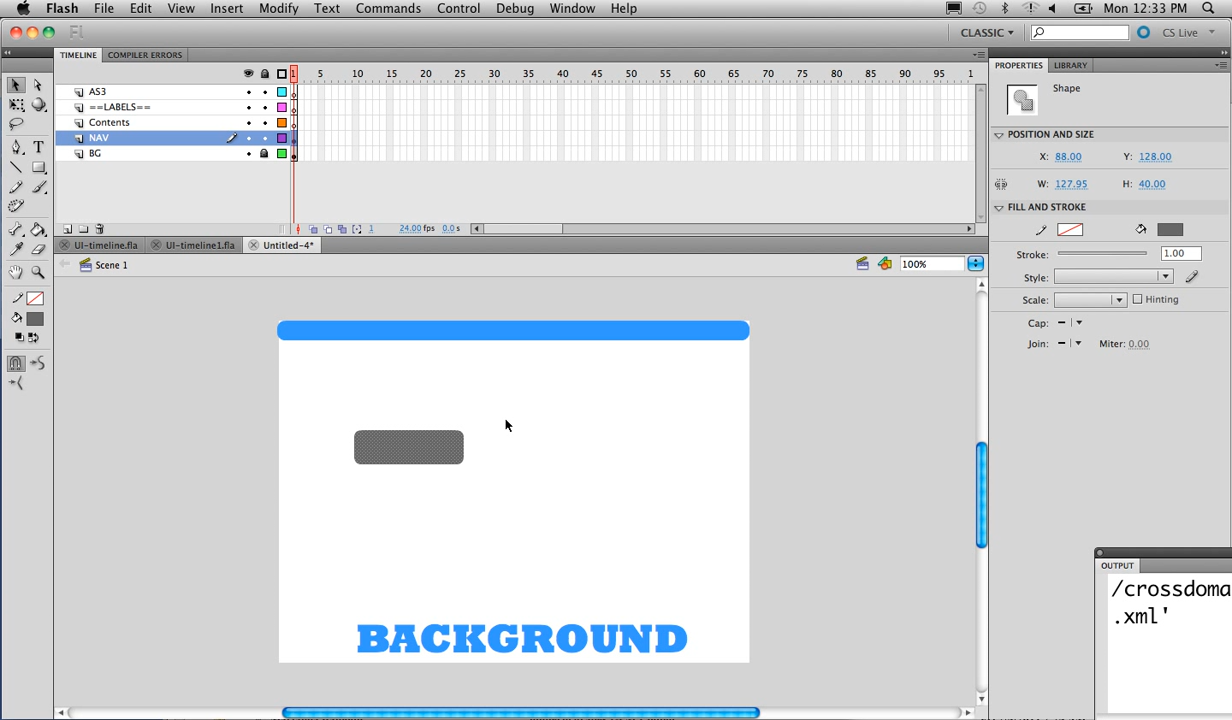 Flash File Edit View Insert Modify Text Commands Control Debug Window Help Mon 12:33 PM
Fl CLASSIC CS Live
TIMELINE COMPILER ERRORS
1 5 10 15 20 25 30 35 40 45 50 55 60 65 70 75 80 85 90 95 1
AS3
==LABELS==
Contents
NAV
BG
1 24.00 fps 0.0 s
UI-timeline.fla UI-timeline1.fla Untitled-4*
Scene 1 100%
BACKGROUND
PROPERTIES LIBRARY
Shape
POSITION AND SIZE
X: 88.00 Y: 128.00
W: 127.95 H: 40.00
FILL AND STROKE
Stroke: 1.00
Style:
Scale: Hinting
Cap:
Join: Miter: 0.00
OUTPUT
/crossdoma
.xml'